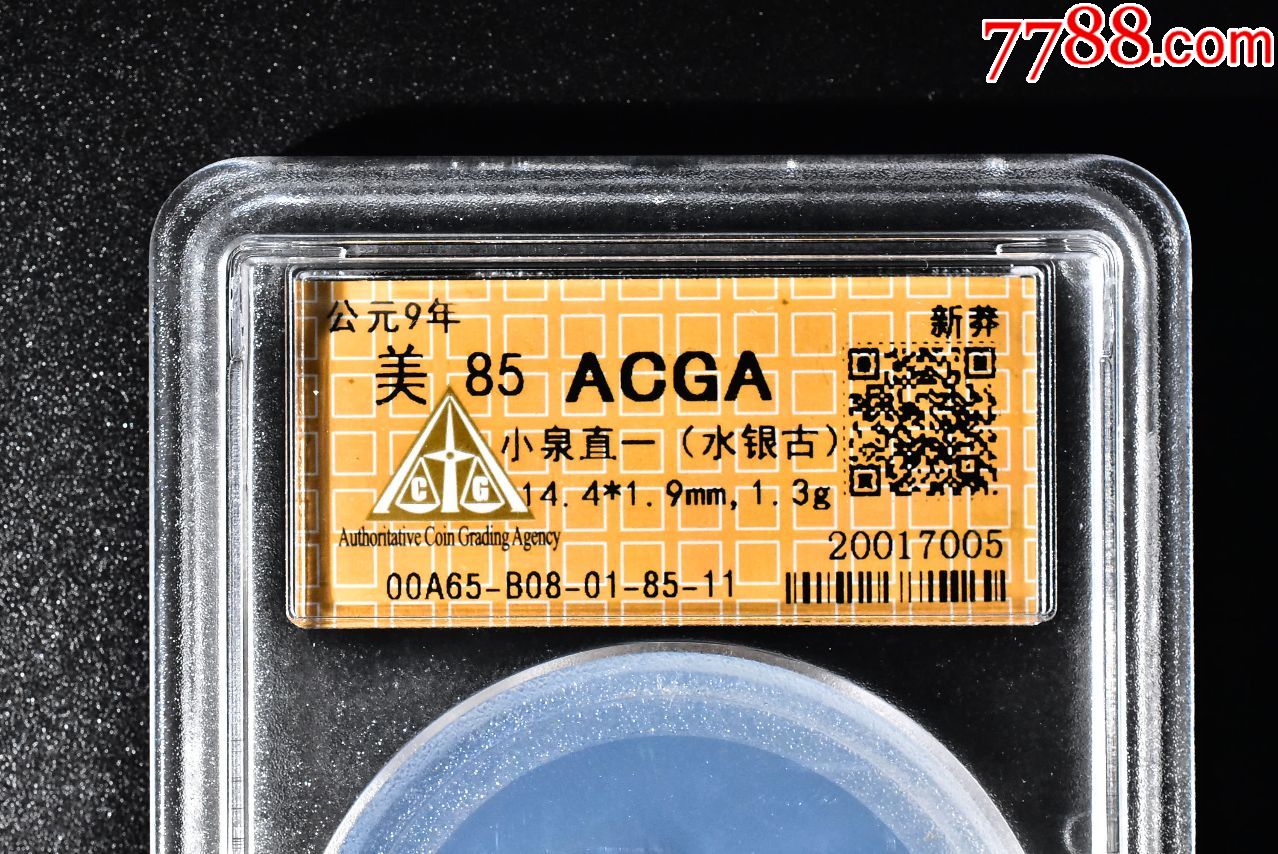 7788.com
公元9年 新莽
美 85 ACGA
小泉直一（水银古）
14.4*1.9mm,1.3g
C G
Authoritative Coin Grading Agency
20017005
00A65-B08-01-85-11